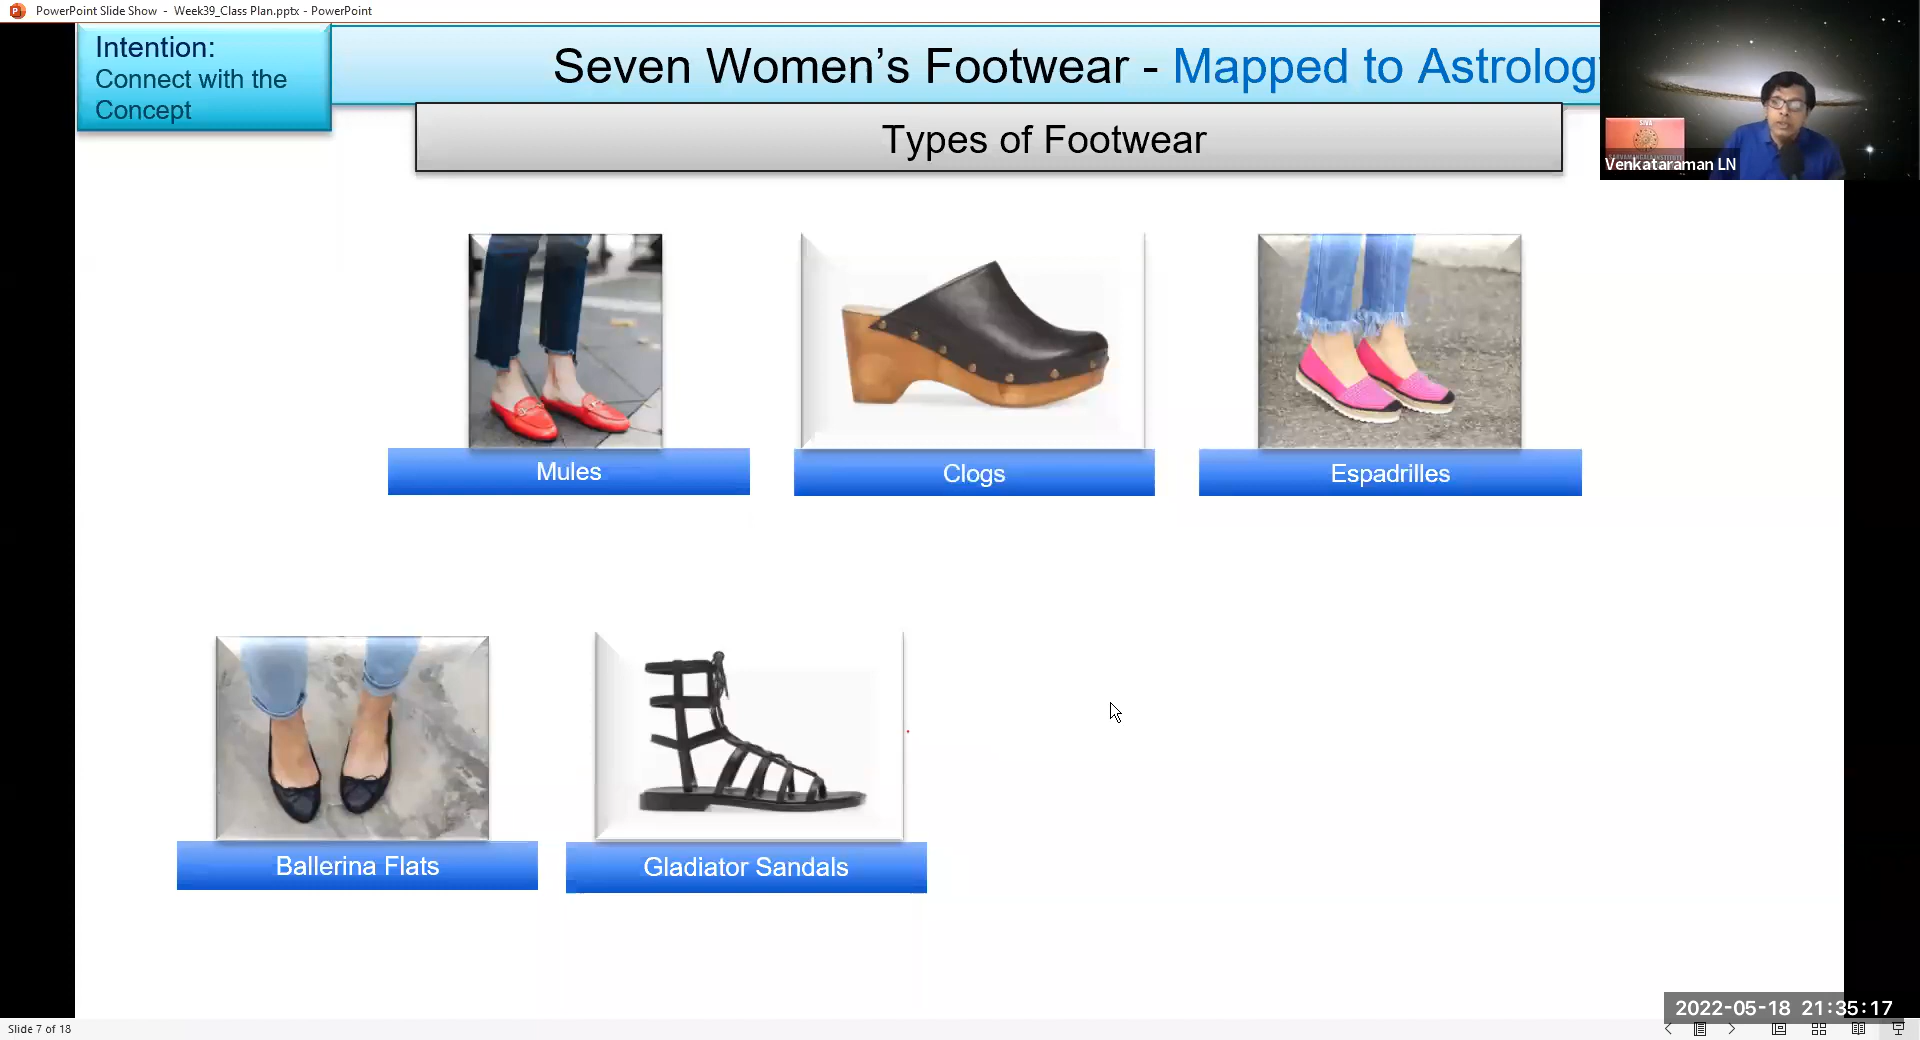 PowerPoint Slide Show - Week39_Class Plan.pptx - PowerPoint
Intention:
Connect with the
Concept
Seven Women’s Footwear - Mapped to Astrolog
Types of Footwear
SIVA
Venkataraman LN
Mules
Clogs
Espadrilles
Ballerina Flats
Gladiator Sandals
2022-05-18 21:35:17
Slide 7 of 18